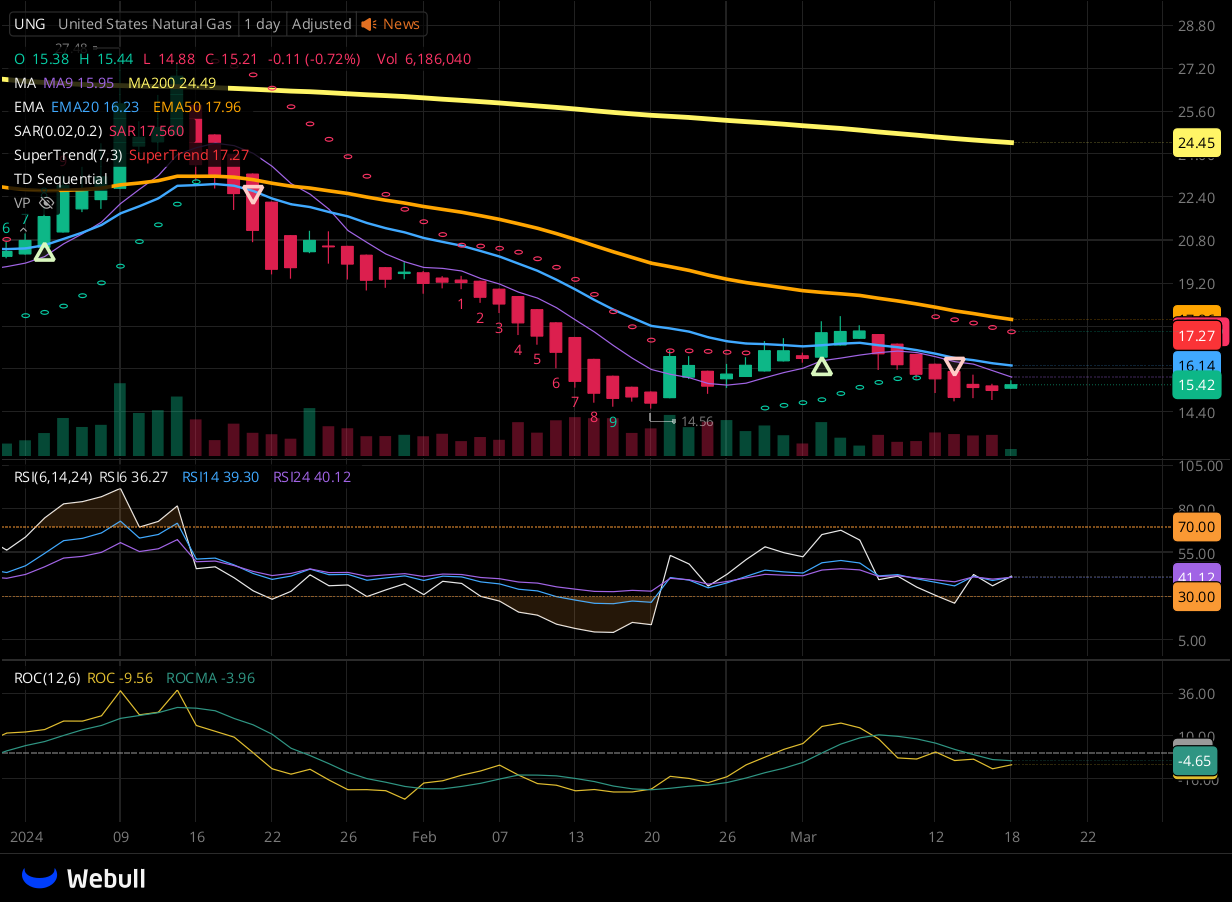 UNG United States Natural Gas 1 day Adjusted News
28.80
O 15.38 H 15.44 L 14.88 C 15.21 -0.11 (-0.72%) Vol 6,186,040
27.20
MA MA9 15.95 MA200 24.49
EMA EMA20 16.23 EMA50 17.96
25.60
SAR(0.02,0.2) SAR 17.560
24.45
SuperTrend(7,3) SuperTrend 17.27
TD Sequential
VP
22.40
6 7
20.80
19.20
1 2 3 4 5 6 7 8 9
17.27
16.14
15.42
14.56
14.40
RSI(6,14,24) RSI6 36.27 RSI14 39.30 RSI24 40.12
105.00
80.00
70.00
55.00
41.12
30.00
5.00
ROC(12,6) ROC -9.56 ROCMA -3.96
36.00
10.00
-4.65
2024 09 16 22 26 Feb 07 13 20 26 Mar 12 18 22
Webull